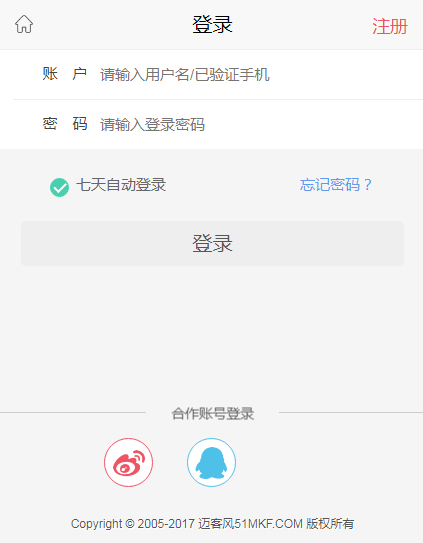 登录 注册
账 户 请输入用户名/已验证手机
密 码 请输入登录密码
七天自动登录 忘记密码？
登录
合作账号登录
Copyright © 2005-2017 迈客风51MKF.COM 版权所有